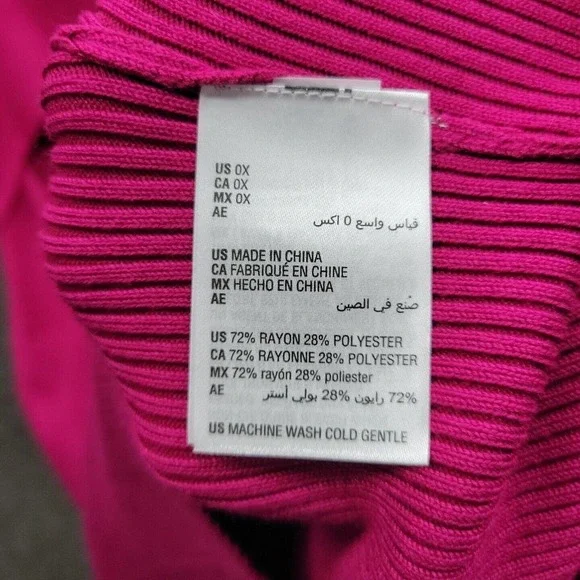 US 0X
CA 0X
MX 0X
AE
قياس واسع 0 اكس
US MADE IN CHINA
CA FABRIQUÉ EN CHINE
MX HECHO EN CHINA
AE صُنع في الصين
US 72% RAYON 28% POLYESTER
CA 72% RAYONNE 28% POLYESTER
MX 72% rayón 28% poliester
AE 72% رايون 28% بولي أستر
US MACHINE WASH COLD GENTLE